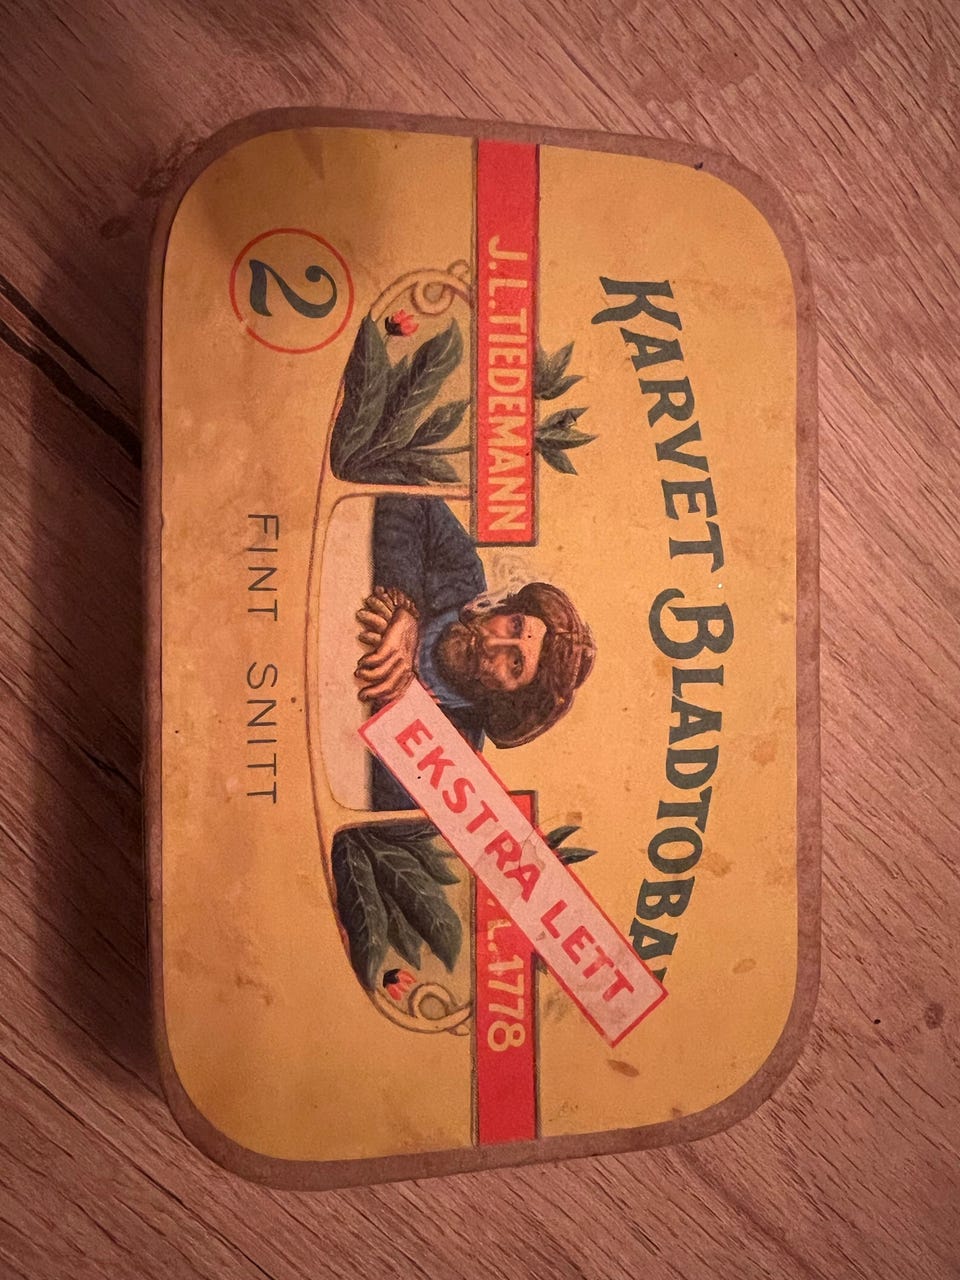 KARVET BLADTOBA
J.L.TIEDEMANN
L.1778
EKSTRA LETT
2
FINT SNITT